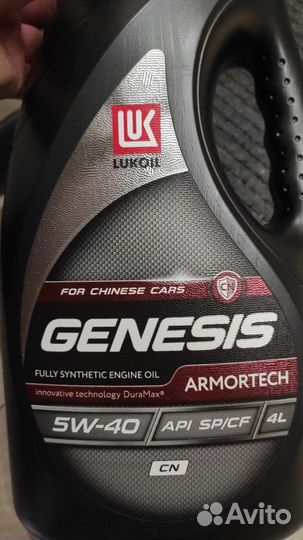 LUK
LUKOIL
FOR CHINESE CARS
CN
GENESIS
FULLY SYNTHETIC ENGINE OIL
innovative technology DuraMax®
ARMORTECH
5W-40
API SP/CF
4L
CN
Avito